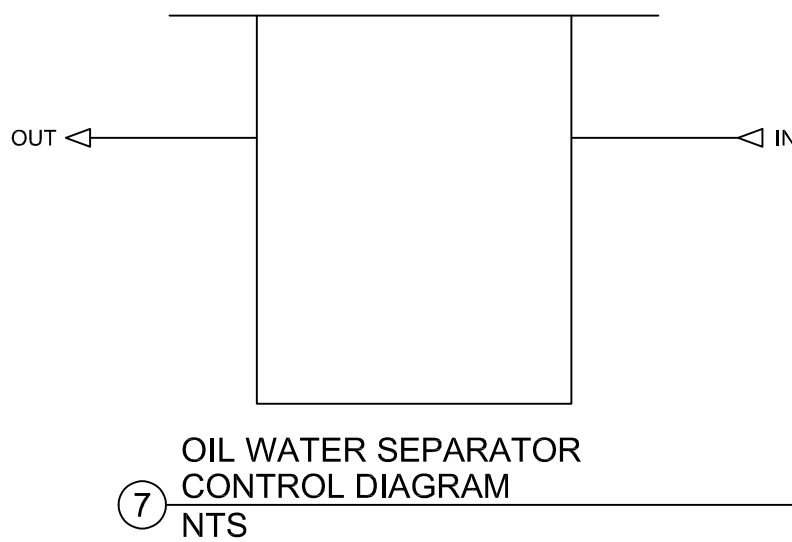 OUT
IN
OIL WATER SEPARATOR
CONTROL DIAGRAM
7
NTS